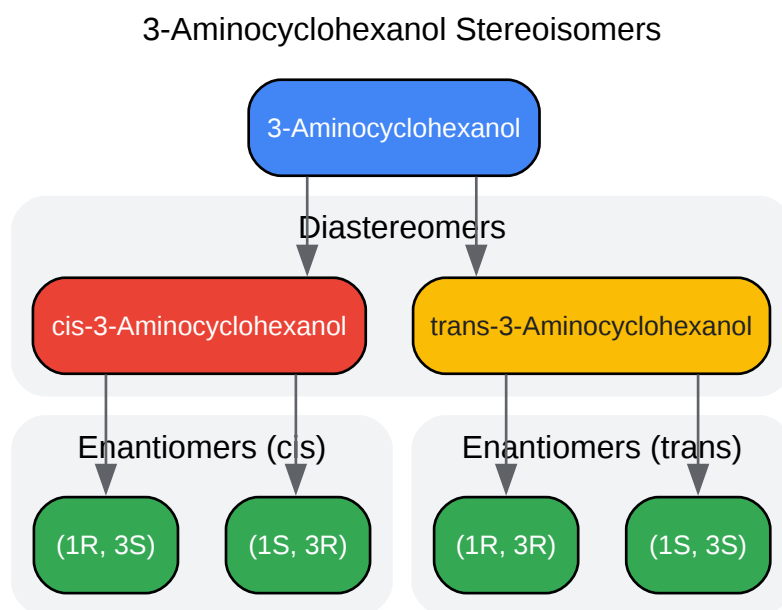 3-Aminocyclohexanol Stereoisomers
3-Aminocyclohexanol
Diastereomers
cis-3-Aminocyclohexanol
trans-3-Aminocyclohexanol
Enantiomers (cis)
Enantiomers (trans)
(1R, 3S)
(1S, 3R)
(1R, 3R)
(1S, 3S)